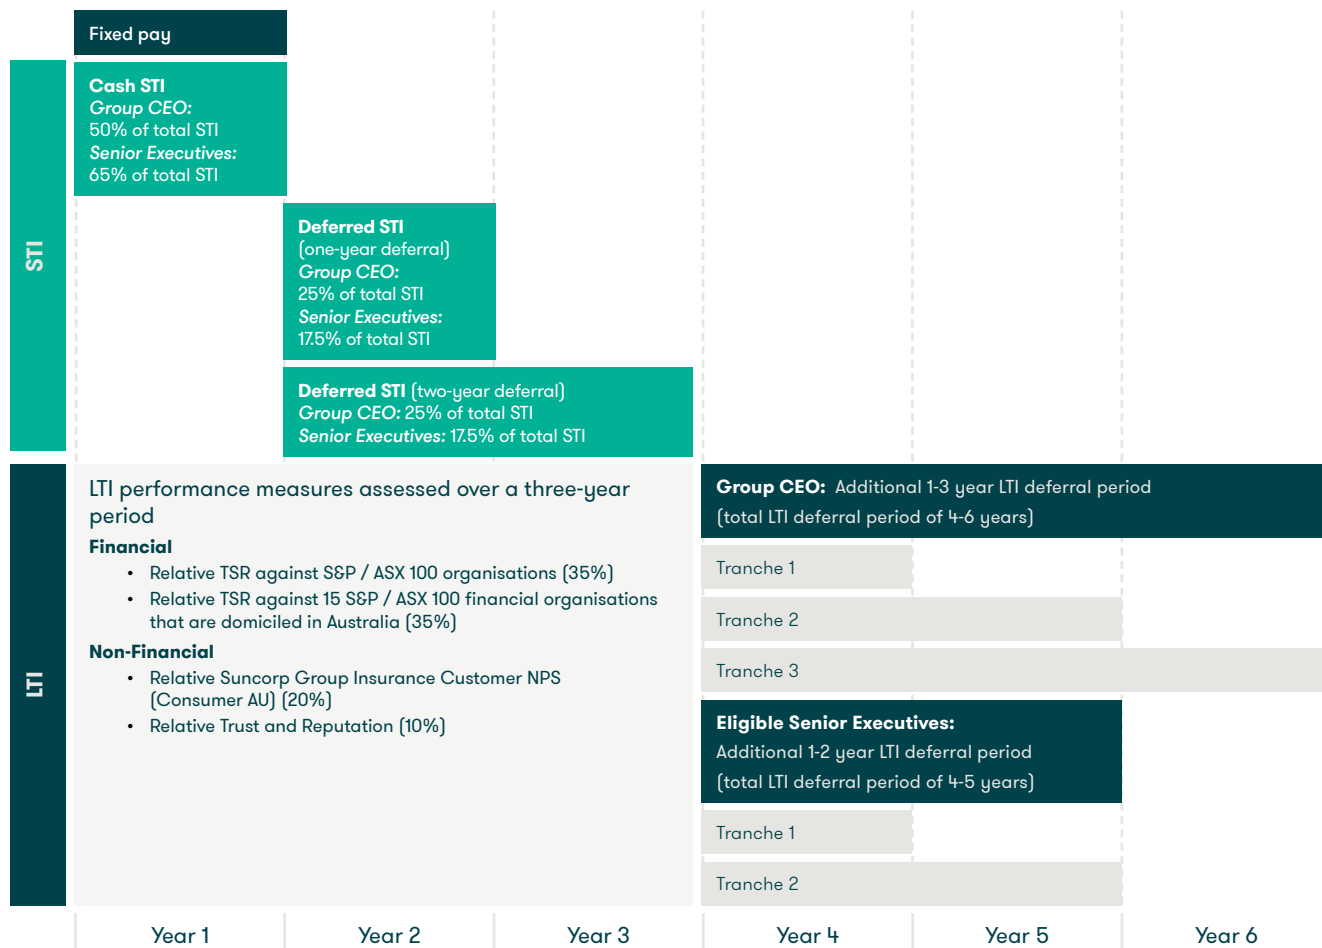 Fixed pay
STI
Cash STI
Group CEO:
50% of total STI
Senior Executives:
65% of total STI
Deferred STI
(one-year deferral)
Group CEO:
25% of total STI
Senior Executives:
17.5% of total STI
Deferred STI (two-year deferral)
Group CEO: 25% of total STI
Senior Executives: 17.5% of total STI
LTI
LTI performance measures assessed over a three-year
period
Financial
• Relative TSR against S&P / ASX 100 organisations (35%)
• Relative TSR against 15 S&P / ASX 100 financial organisations
that are domiciled in Australia (35%)
Non-Financial
• Relative Suncorp Group Insurance Customer NPS
(Consumer AU) (20%)
• Relative Trust and Reputation (10%)
Group CEO: Additional 1-3 year LTI deferral period
(total LTI deferral period of 4-6 years)
Tranche 1
Tranche 2
Tranche 3
Eligible Senior Executives:
Additional 1-2 year LTI deferral period
(total LTI deferral period of 4-5 years)
Tranche 1
Tranche 2
Year 1
Year 2
Year 3
Year 4
Year 5
Year 6